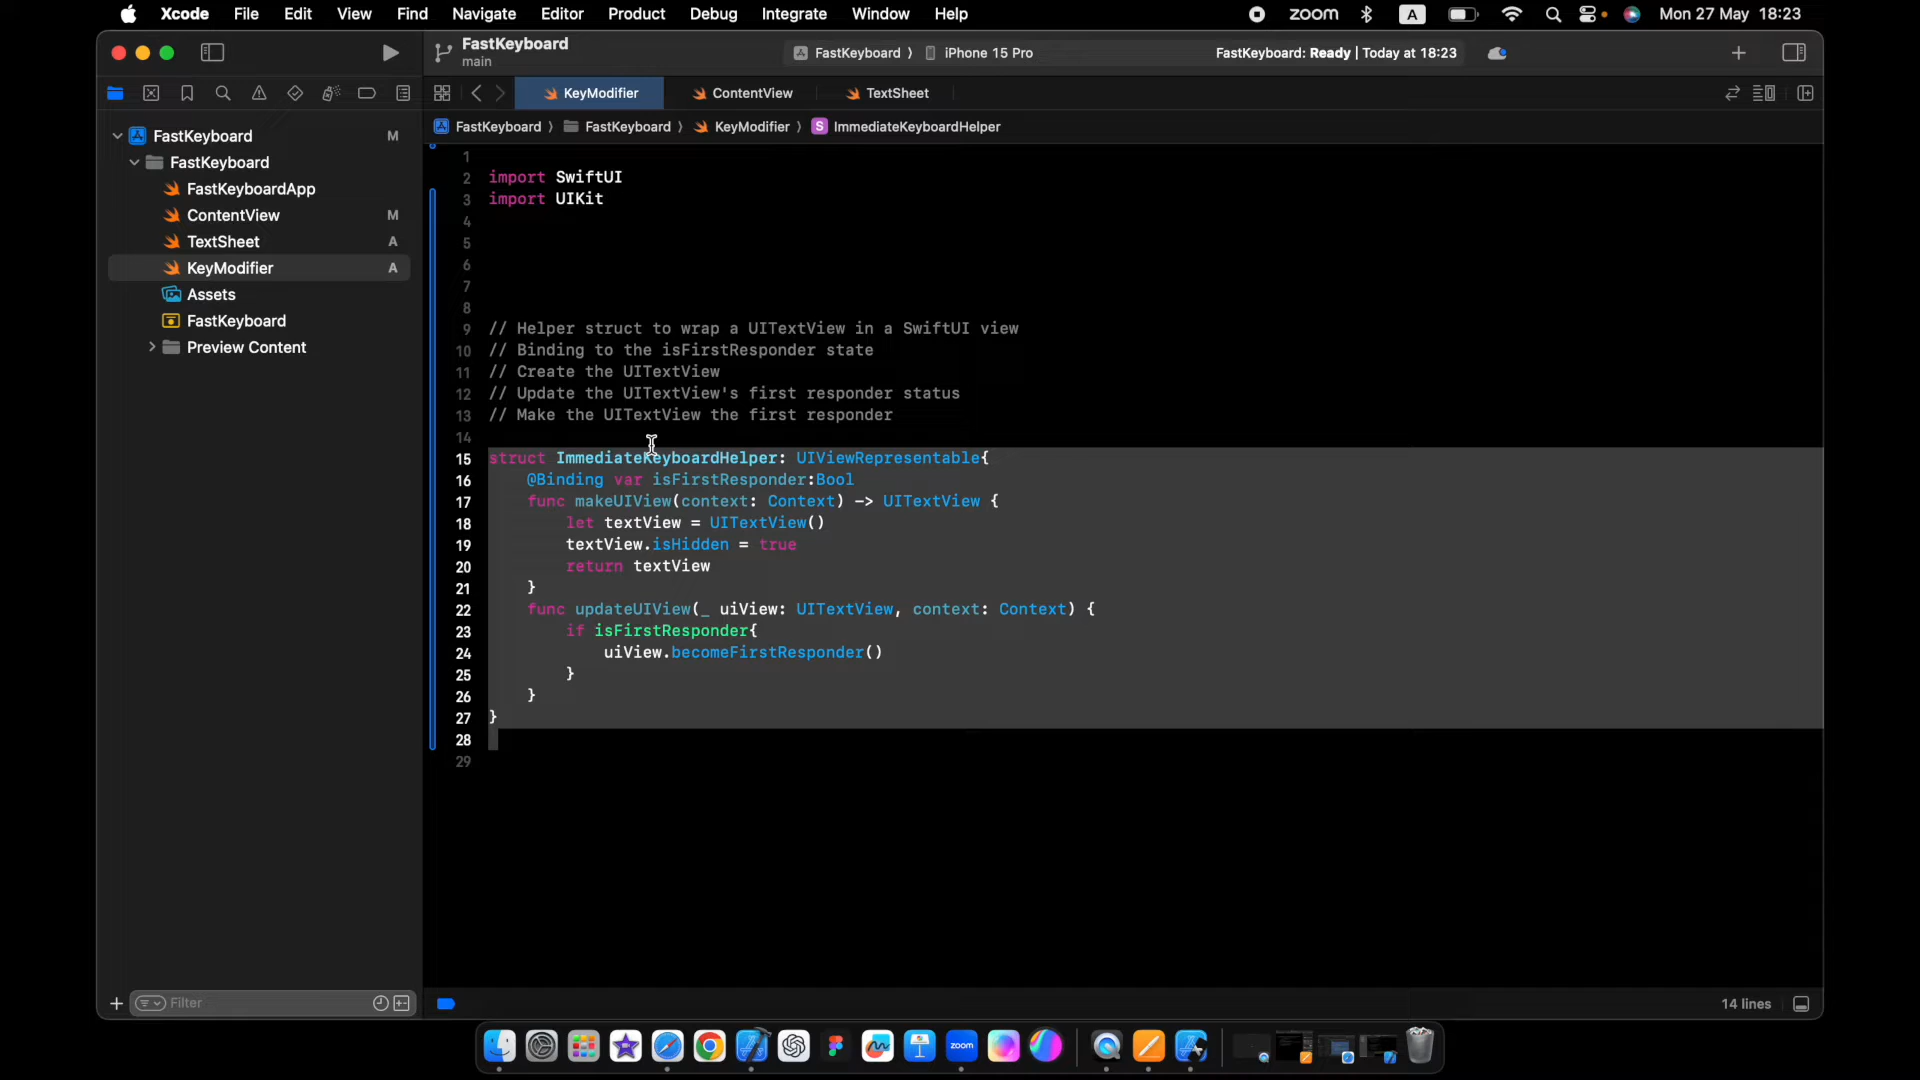 Xcode File Edit View Find Navigate Editor Product Debug Integrate Window Help
zoom A Mon 27 May 18:23
FastKeyboard
main
FastKeyboard 〉 iPhone 15 Pro
FastKeyboard: Ready | Today at 18:23
KeyModifier
ContentView
TextSheet
FastKeyboard 〉 FastKeyboard 〉 KeyModifier 〉 S ImmediateKeyboardHelper
FastKeyboard M
FastKeyboard
FastKeyboardApp
ContentView M
TextSheet A
KeyModifier A
Assets
FastKeyboard
Preview Content
1
2 import SwiftUI
3 import UIKit
4
5
6
7
8
9 // Helper struct to wrap a UITextView in a SwiftUI view
10 // Binding to the isFirstResponder state
11 // Create the UITextView
12 // Update the UITextView's first responder status
13 // Make the UITextView the first responder
14
15 struct ImmediateKeyboardHelper: UIViewRepresentable{
16 @Binding var isFirstResponder:Bool
17 func makeUIView(context: Context) -> UITextView {
18 let textView = UITextView()
19 textView.isHidden = true
20 return textView
21 }
22 func updateUIView(_ uiView: UITextView, context: Context) {
23 if isFirstResponder{
24 uiView.becomeFirstResponder()
25 }
26 }
27 }
28
29
Filter
14 lines
zoom